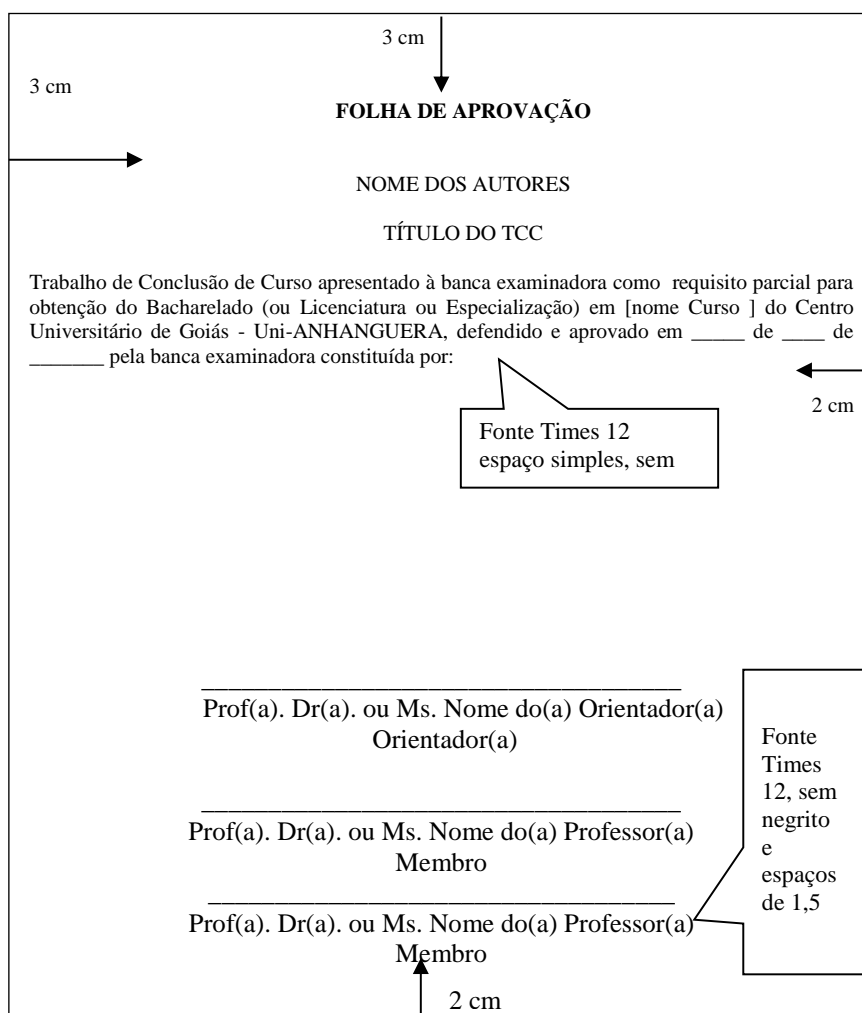 3 cm
3 cm
FOLHA DE APROVAÇÃO
NOME DOS AUTORES
TÍTULO DO TCC
Trabalho de Conclusão de Curso apresentado à banca examinadora como requisito parcial para
obtenção do Bacharelado (ou Licenciatura ou Especialização) em [nome Curso ] do Centro
Universitário de Goiás - Uni-ANHANGUERA, defendido e aprovado em _____ de ____ de
_______ pela banca examinadora constituída por:
2 cm
Fonte Times 12
espaço simples, sem
____________________________________
Prof(a). Dr(a). ou Ms. Nome do(a) Orientador(a)
Orientador(a)
____________________________________
Prof(a). Dr(a). ou Ms. Nome do(a) Professor(a)
Membro
___________________________________
Prof(a). Dr(a). ou Ms. Nome do(a) Professor(a)
Membro
Fonte
Times
12, sem
negrito
e
espaços
de 1,5
2 cm